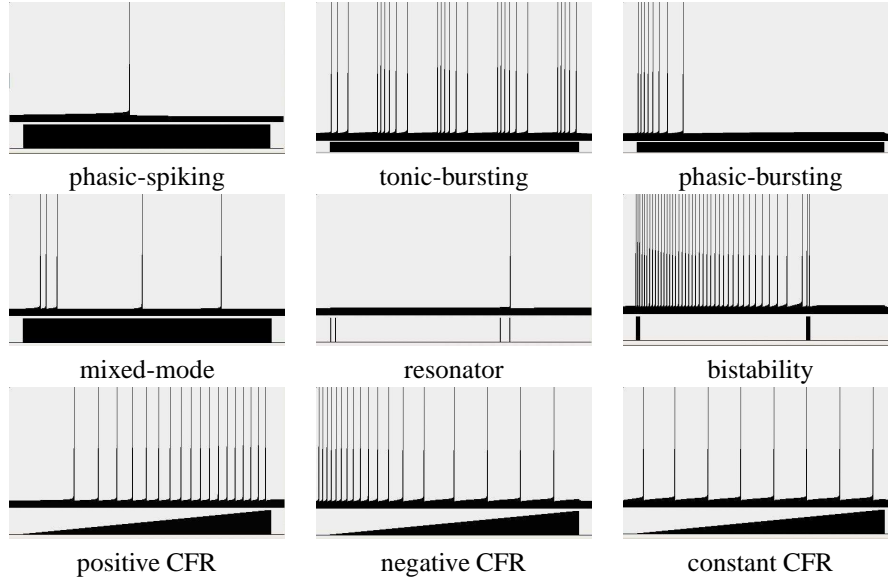 phasic-spiking tonic-bursting phasic-bursting
mixed-mode resonator bistability
positive CFR negative CFR constant CFR